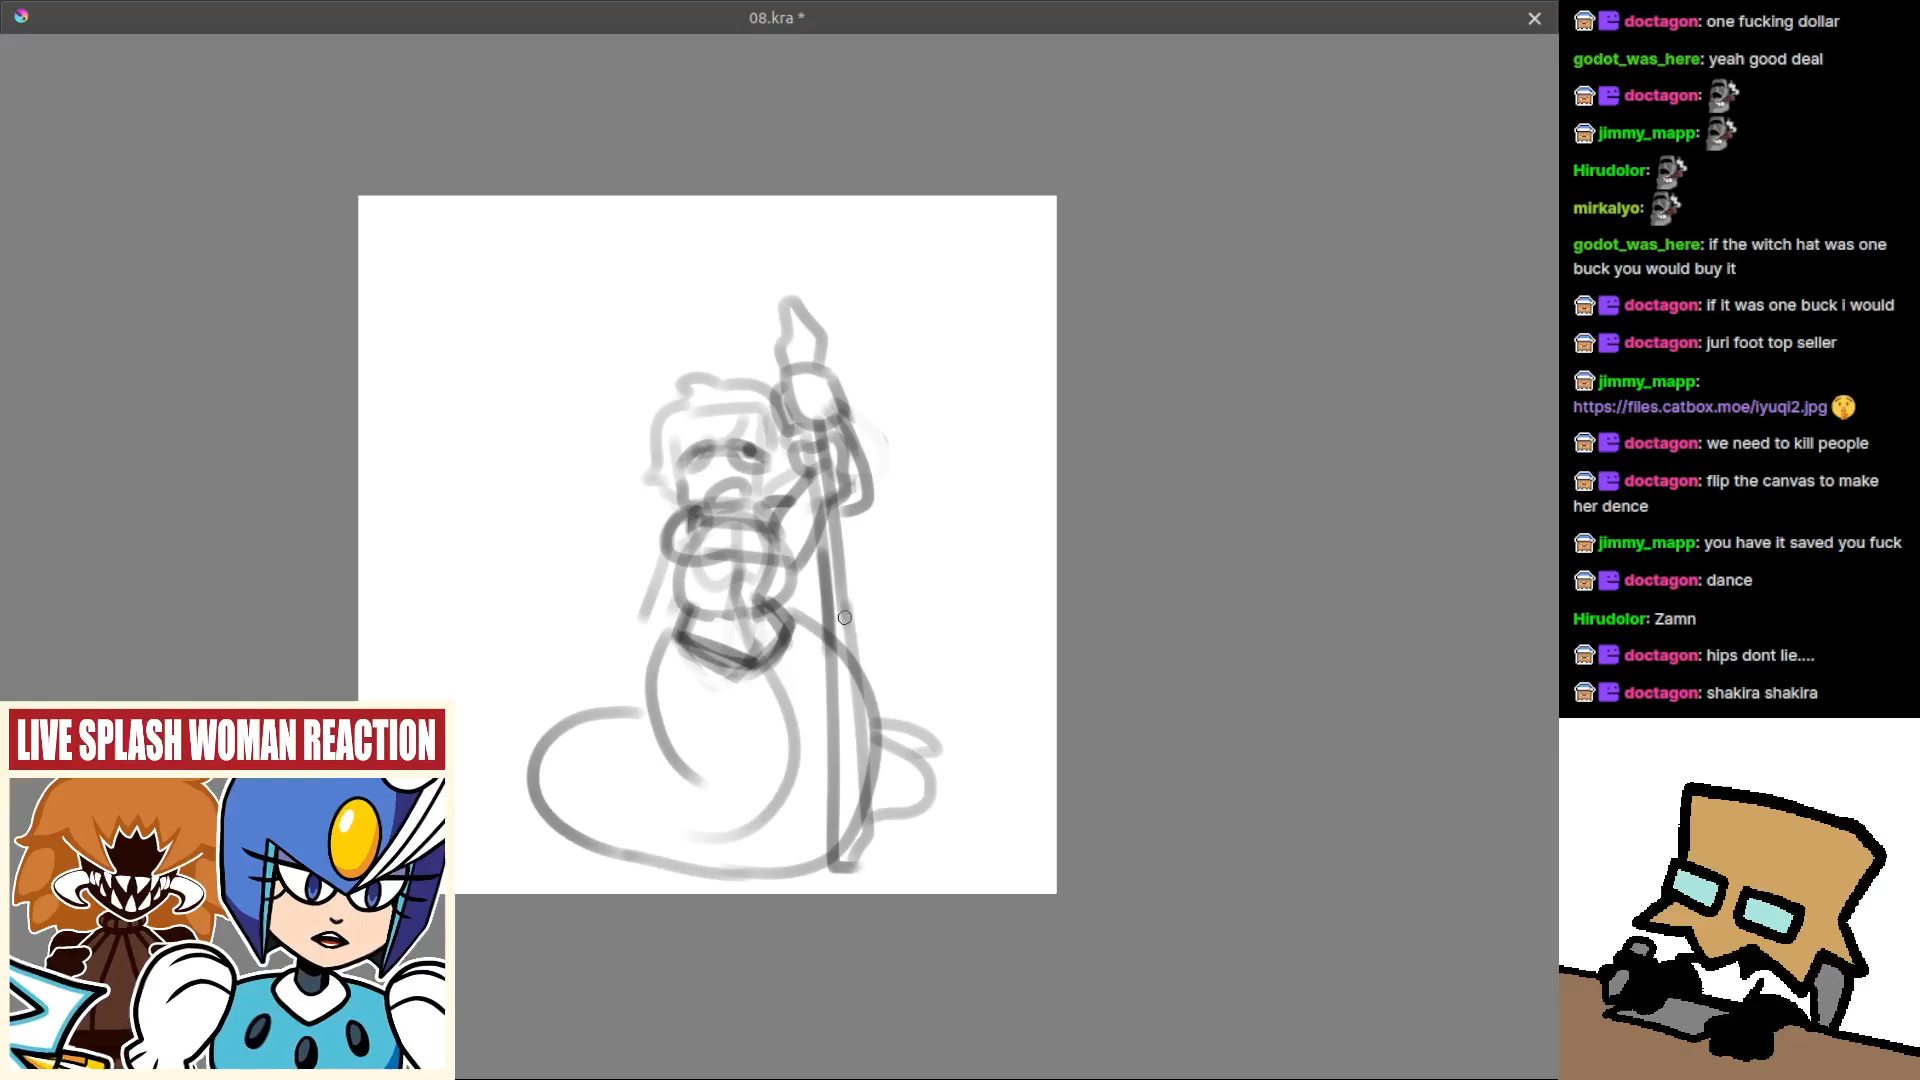 08.kra *
doctagon: one fucking dollar
godot_was_here: yeah good deal
doctagon:
jimmy_mapp:
Hirudolor:
mirkalyo:
godot_was_here: if the witch hat was one
buck you would buy it
doctagon: if it was one buck i would
doctagon: juri foot top seller
jimmy_mapp:
https://files.catbox.moe/iyuqi2.jpg
doctagon: we need to kill people
doctagon: flip the canvas to make
her dence
jimmy_mapp: you have it saved you fuck
doctagon: dance
Hirudolor: Zamn
doctagon: hips dont lie....
doctagon: shakira shakira
LIVE SPLASH WOMAN REACTION